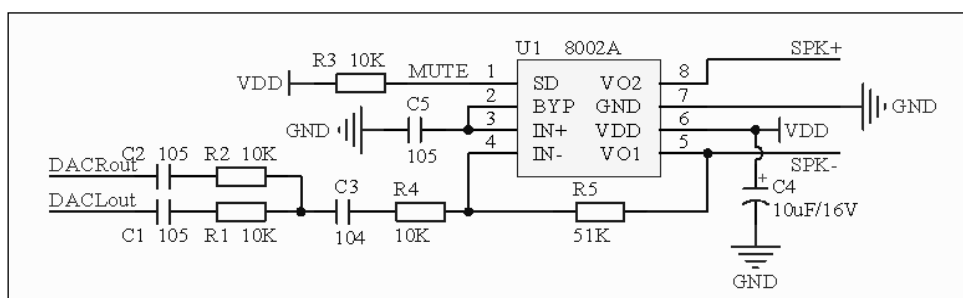 U1 8002A
SPK+
R3 10K
MUTE
1
8
VDD
SD
VO2
C5
2
7
BYP
GND
GND
GND
3
6
IN+
VDD
VDD
105
4
5
IN-
VO1
SPK-
C2
105
R2
10K
DACRout
DACLout
C3
R4
R5
+
C4
10uF/16V
C1
105
R1
10K
104
10K
51K
GND